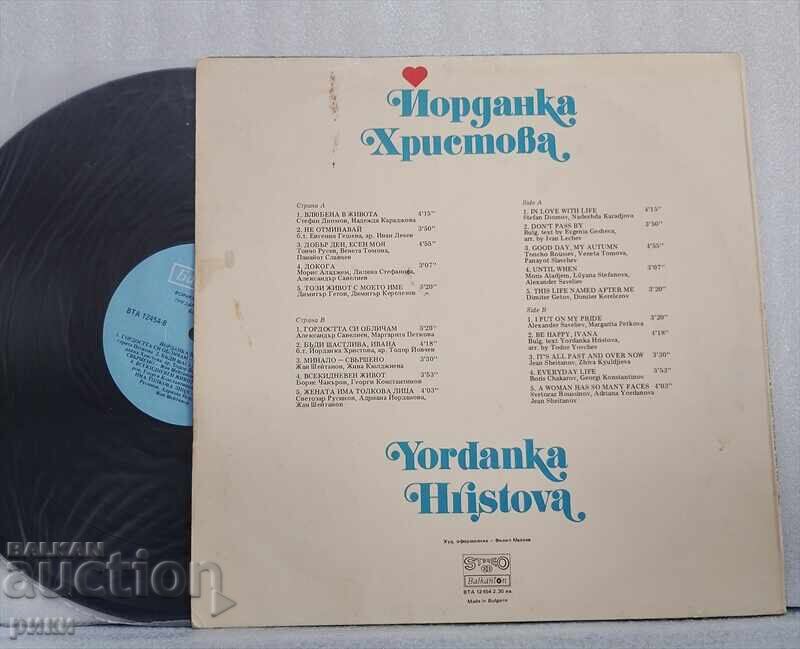 Йорданка
Христова
Страна А
1. ВЛЮБЕНА В ЖИВОТА 4'15"
Стефан Диомов, Надежда Караджова
2. НЕ ОТМИНАВАЙ 3'50"
б.т. Евгения Гешева, ар. Иван Лечев
3. ДОБЪР ДЕН, ЕСЕН МОЯ 4'55"
Тончо Русев, Венета Томова,
Панайот Славчев
4. ДОКОГА 3'07"
Морис Аладжем, Лиляна Стефанова,
Александър Савелиев
5. ТОЗИ ЖИВОТ С МОЕТО ИМЕ 3'20"
Димитър Гетов, Димитър Керелезов
Страна В
1. ГОРДОСТТА СИ ОБЛИЧАМ 3'28"
Александър Савелиев, Маргарита Петкова
2. БЪДИ ЩАСТЛИВА, ИВАНА 4'18"
б.т. Йорданка Христова, ар. Тодор Йовчев
3. МИНАЛО – СВЪРШЕНО 3'30"
Жан Шейтанов, Жива Кюлджиева
4. ВСЕКИДНЕВЕН ЖИВОТ 3'53"
Борис Чакъров, Георги Константинов
5. ЖЕНАТА ИМА ТОЛКОВА ЛИЦА 4'03"
Светозар Русинов, Адриана Йорданова,
Жан Шейтанов
Side A
1. IN LOVE WITH LIFE 4'15"
Stefan Diomov, Nadezhda Karadjova
2. DON'T PASS BY 3'50"
Bulg. text by Evgenia Gesheva,
arr. by Ivan Lechev
3. GOOD DAY, MY AUTUMN 4'55"
Toncho Roussev, Veneta Tomova,
Panayot Slavchev
4. UNTIL WHEN 3'07"
Moris Aladjem, Lilyana Stefanova,
Alexander Saveliev
5. THIS LIFE NAMED AFTER ME 3'20"
Dimiter Getov, Dimiter Kerelezov
Side B
1. I PUT ON MY PRIDE 3'20"
Alexander Saveliev, Margarita Petkova
2. BE HAPPY, IVANA 4'18"
Bulg. text Yordanka Hristova,
arr. by Todor Yovchev
3. IT'S ALL PAST AND OVER NOW 3'30"
Jean Sheitanov, Zhiva Kyuldjieva
4. EVERYDAY LIFE 3'53"
Boris Chakarov, Georgi Konstantinov
5. A WOMAN HAS SO MANY FACES 4'03"
Svetozar Roussinov, Adriana Yordanova
Jean Sheitanov
Yordanka
Hristova
Худ. оформление – Филип Малеев
STEREO
Balkanton
ВТА 12454 2.30 лв.
Made in Bulgaria
ВТА 12454-B
BALKAN
auction
рики